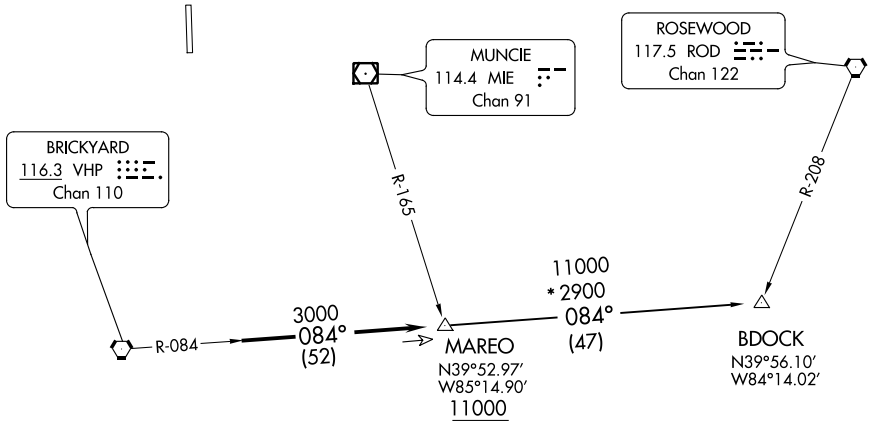 ROSEWOOD
117.5 ROD
Chan 122
MUNCIE
114.4 MIE
Chan 91
BRICKYARD
116.3 VHP
Chan 110
R-165
R-208
R-084
3000
084°
(52)
11000
*2900
084°
(47)
MAREO
N39°52.97′
W85°14.90′
11000
BDOCK
N39°56.10′
W84°14.02′